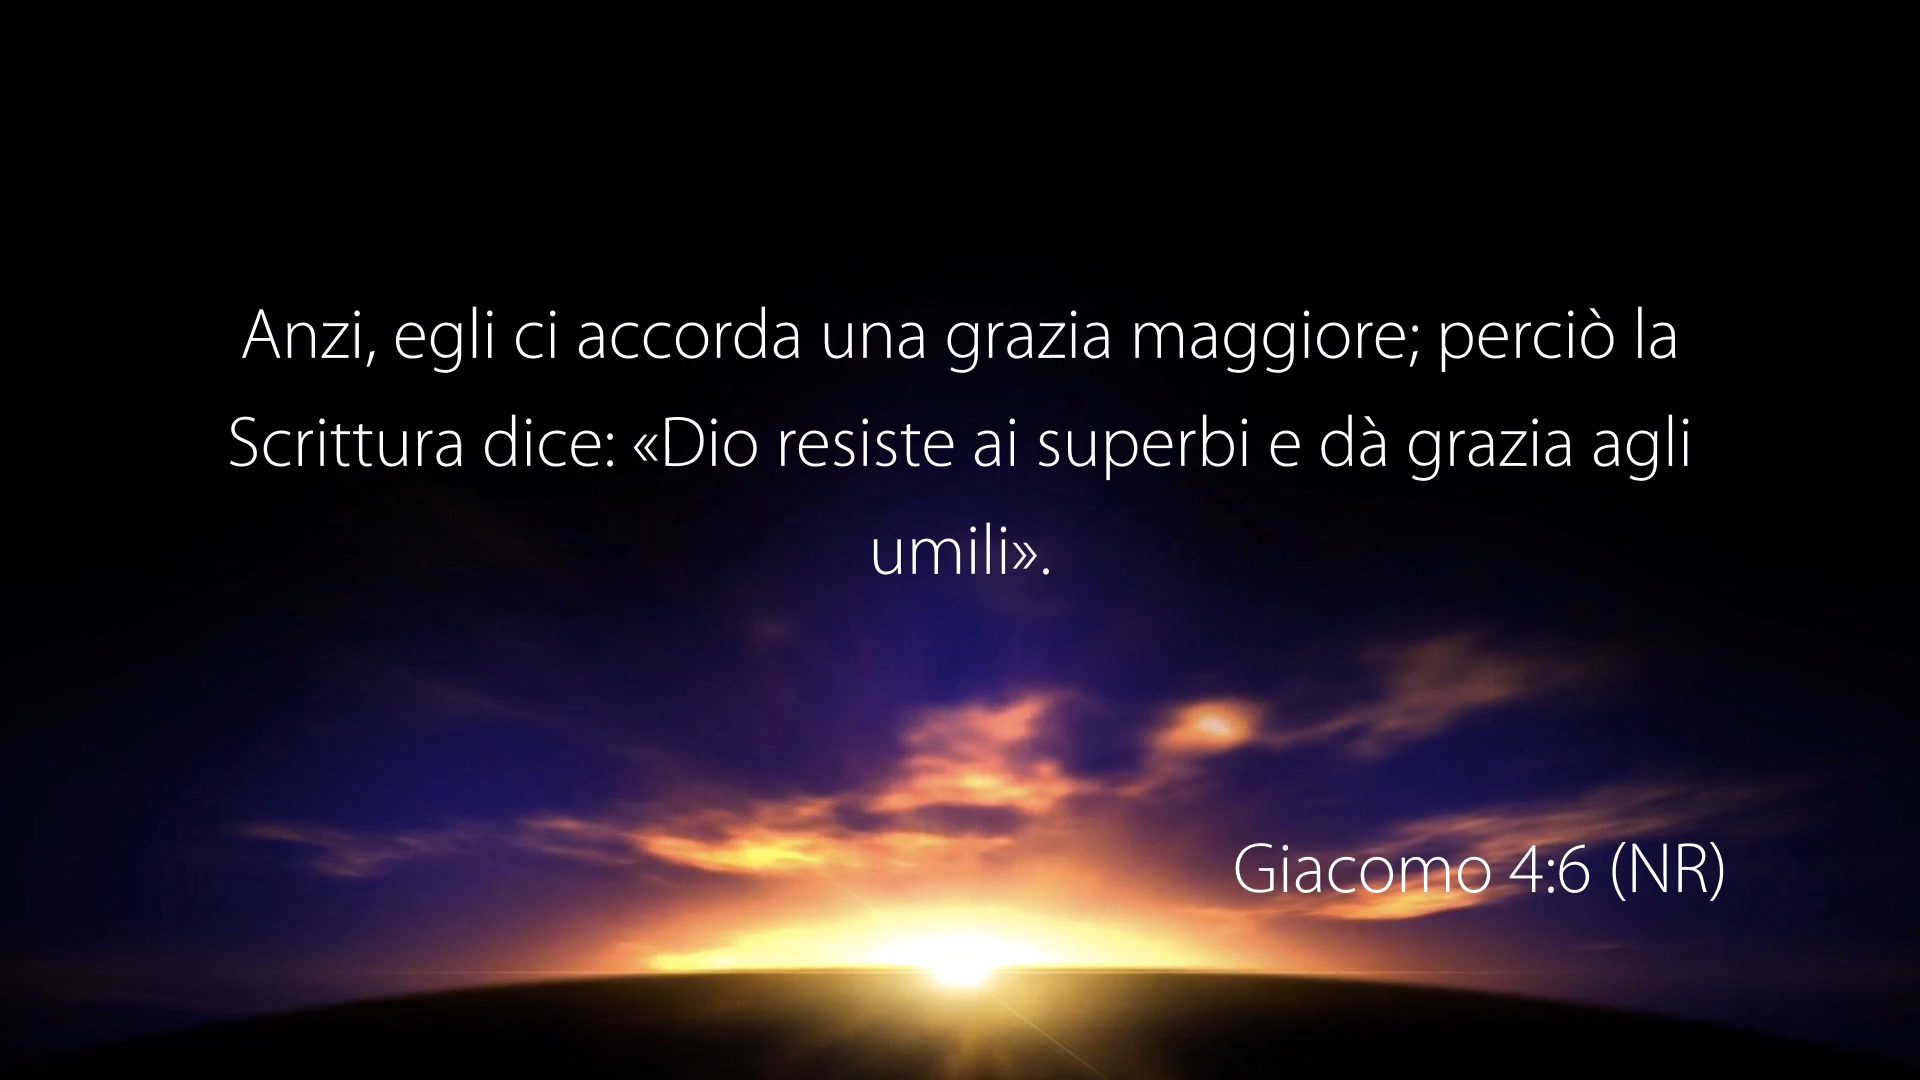 Anzi, egli ci accorda una grazia maggiore; perciò la
Scrittura dice: «Dio resiste ai superbi e dà grazia agli
umili».
Giacomo 4:6 (NR)